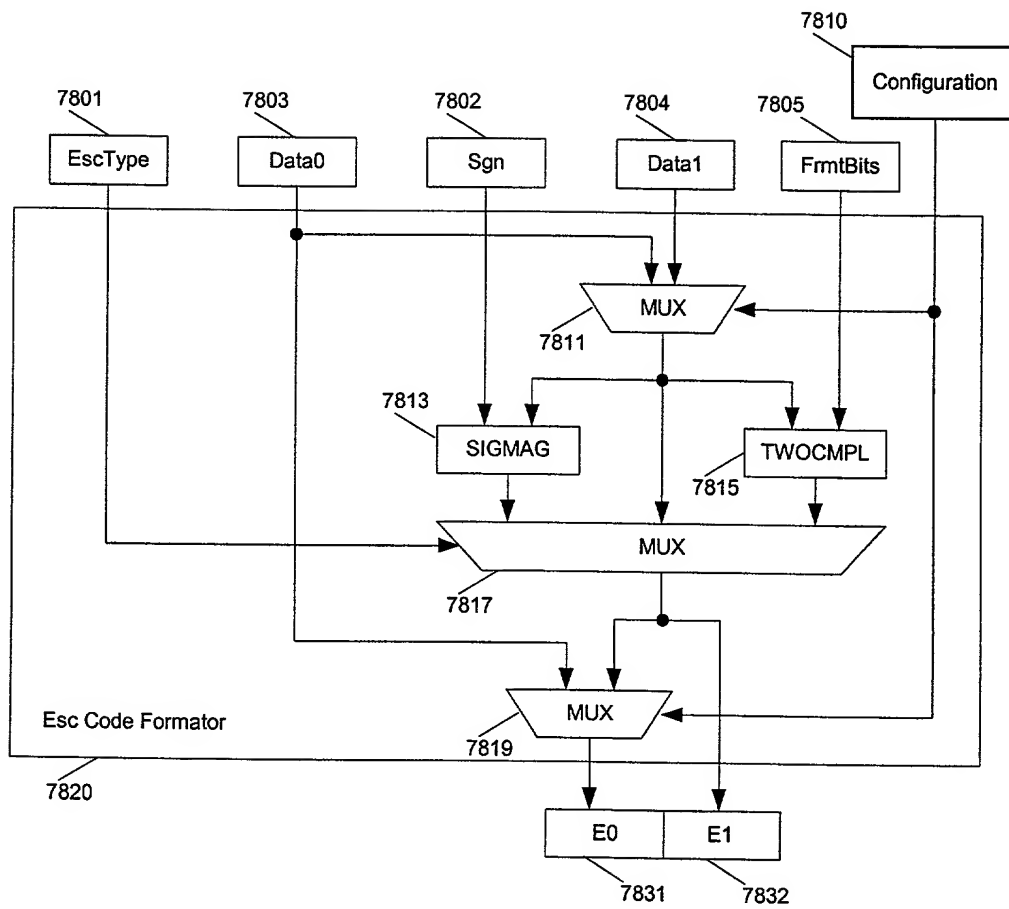 7810
Configuration
7801
7803
7802
7804
7805
EscType
Data0
Sgn
Data1
FrmtBits
MUX
7811
7813
SIGMAG
TWOCMPL
7815
MUX
7817
MUX
Esc Code Formator
7819
7820
E0
E1
7831
7832